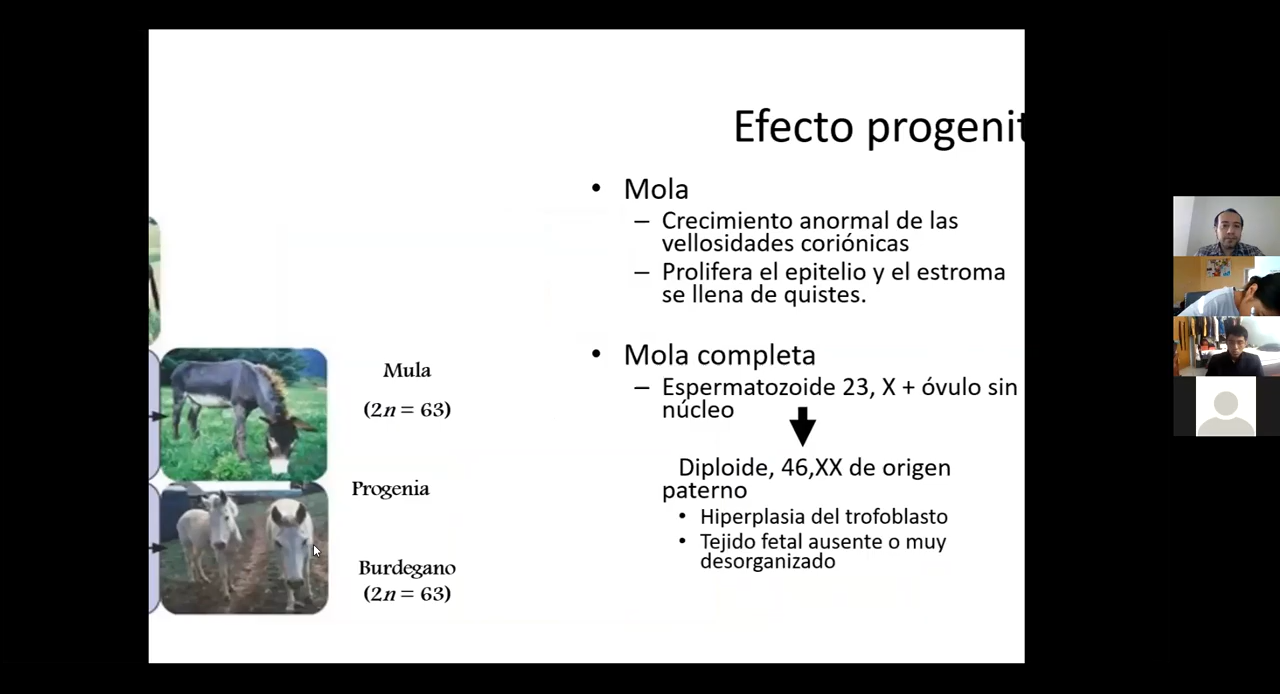 Efecto progenit
Mula
(2n = 63)
Progenia
Burdegano
(2n = 63)
• Mola
– Crecimiento anormal de las
vellosidades coriónicas
– Prolifera el epitelio y el estroma
se llena de quistes.
• Mola completa
– Espermatozoide 23, X + óvulo sin
núcleo
Diploide, 46,XX de origen
paterno
• Hiperplasia del trofoblasto
• Tejido fetal ausente o muy
desorganizado